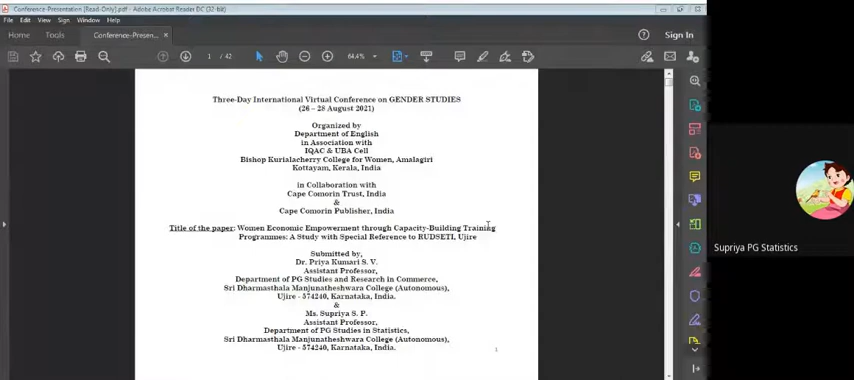 Conference-Presentation [Read-Only].pdf - Adobe Acrobat Reader DC (32-bit)
File Edit View Sign Window Help
Home Tools Conference-Presen... × Sign In
1 / 42 64.4%
Three-Day International Virtual Conference on GENDER STUDIES
(26 – 28 August 2021)
Organized by
Department of English
in Association with
IQAC & UBA Cell
Bishop Kurialacherry College for Women, Amalagiri
Kottayam, Kerala, India
in Collaboration with
Cape Comorin Trust, India
&
Cape Comorin Publisher, India
Title of the paper: Women Economic Empowerment through Capacity-Building Training
Programmes: A Study with Special Reference to RUDSETI, Ujire
Submitted by,
Dr. Priya Kumari S. V.
Assistant Professor,
Department of PG Studies and Research in Commerce,
Sri Dharmasthala Manjunatheshwara College (Autonomous),
Ujire - 574240, Karnataka, India.
&
Ms. Supriya S. P.
Assistant Professor,
Department of PG Studies in Statistics,
Sri Dharmasthala Manjunatheshwara College (Autonomous),
Ujire - 574240, Karnataka, India.
1
Supriya PG Statistics